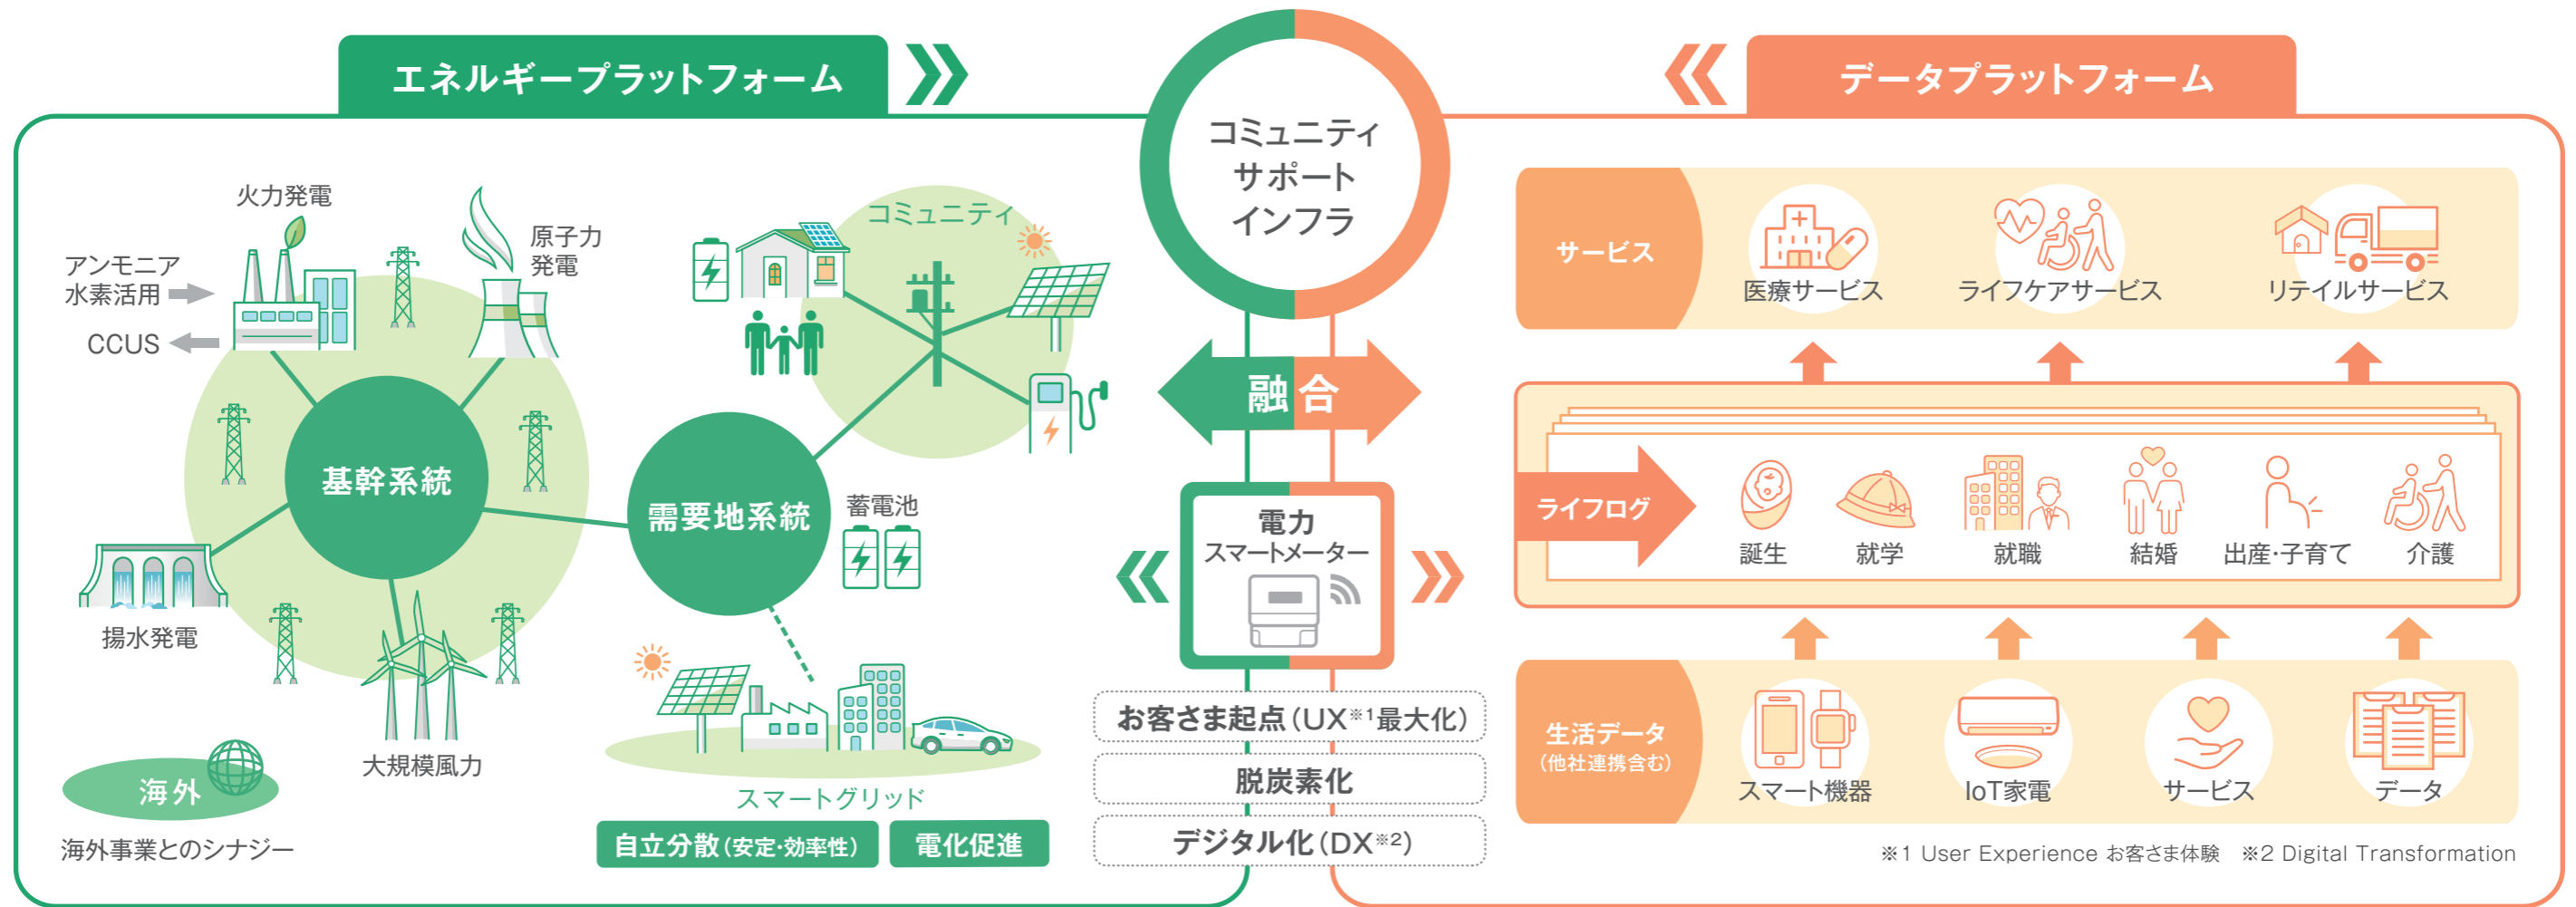 エネルギープラットフォーム
データプラットフォーム
コミュニティ
サポート
インフラ
火力発電
原子力
発電
アンモニア
水素活用
CCUS
基幹系統
揚水発電
大規模風力
海外
海外事業とのシナジー
コミュニティ
需要地系統
蓄電池
スマートグリッド
自立分散（安定・効率性）
電化促進
融合
電力
スマートメーター
お客さま起点（UX※1最大化）
脱炭素化
デジタル化（DX※2）
サービス
医療サービス
ライフケアサービス
リテイルサービス
ライフログ
誕生
就学
就職
結婚
出産・子育て
介護
生活データ
（他社連携含む）
スマート機器
IoT家電
サービス
データ
※1 User Experience お客さま体験　※2 Digital Transformation